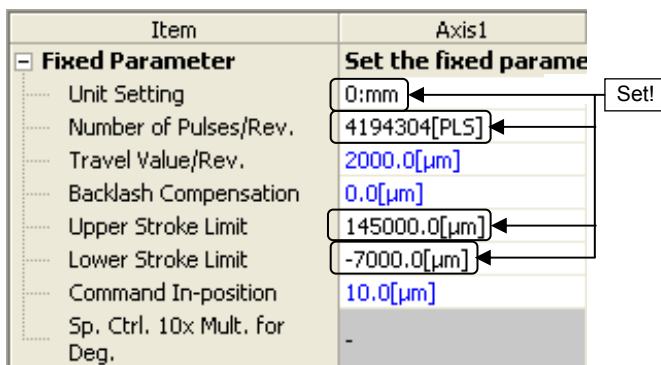 Item Axis1
Fixed Parameter Set the fixed parame
Unit Setting 0:mm
Set!
Number of Pulses/Rev. 4194304[PLS]
Travel Value/Rev. 2000.0[µm]
Backlash Compensation 0.0[µm]
Upper Stroke Limit 145000.0[µm]
Lower Stroke Limit -7000.0[µm]
Command In-position 10.0[µm]
Sp. Ctrl. 10x Mult. for
Deg. -